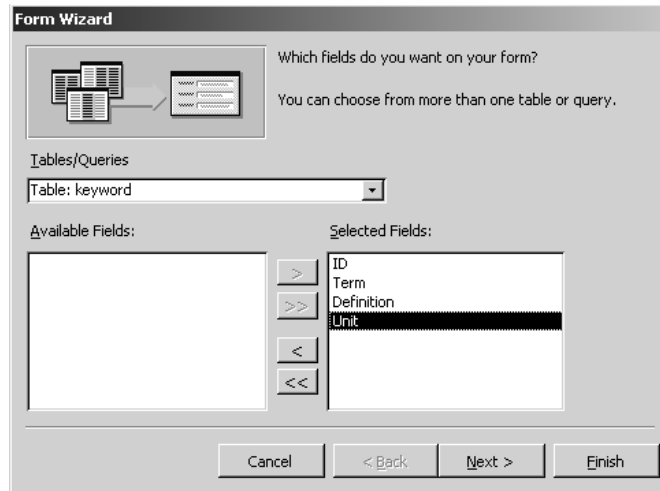 Form Wizard
Which fields do you want on your form?
You can choose from more than one table or query.
Tables/Queries
Table: keyword
Available Fields:
Selected Fields:
ID
Term
Definition
Unit
>
>>
<
<<
Cancel
< Back
Next >
Finish